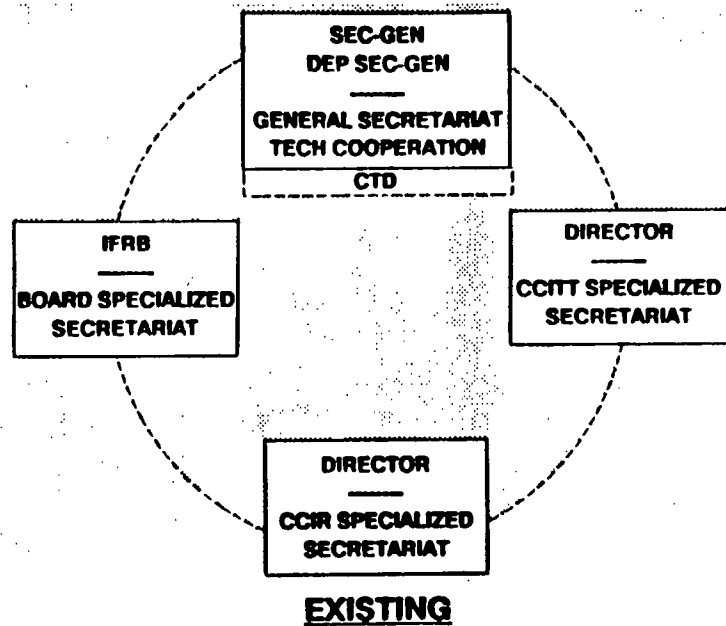 SEC-GEN
DEP SEC-GEN
GENERAL SECRETARIAT
TECH COOPERATION
CTD
IFRB
BOARD SPECIALIZED
SECRETARIAT
DIRECTOR
CCITT SPECIALIZED
SECRETARIAT
DIRECTOR
CCIR SPECIALIZED
SECRETARIAT
EXISTING